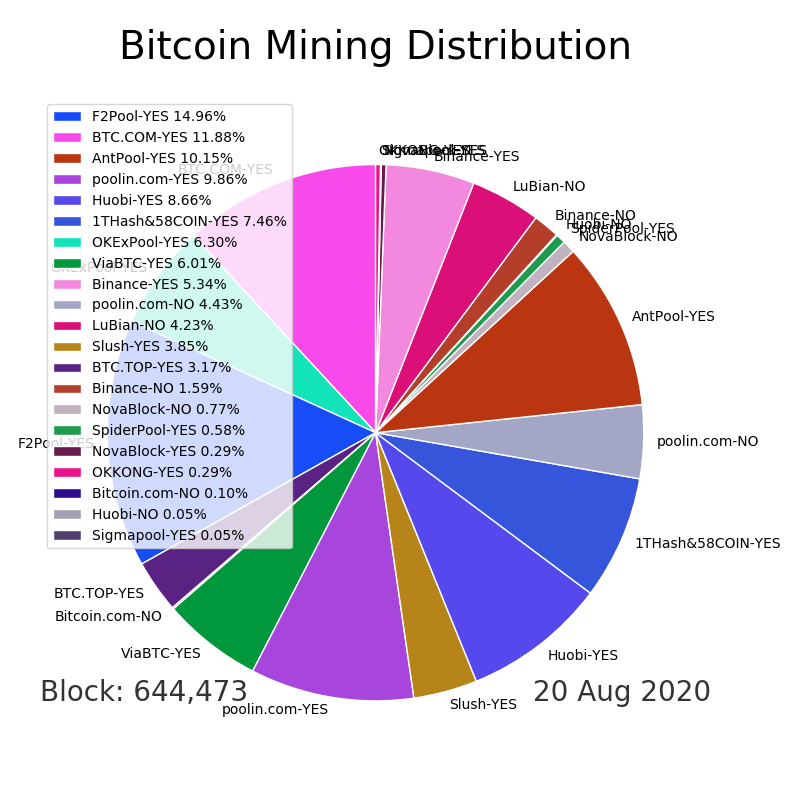 Bitcoin Mining Distribution
F2Pool-YES 14.96%
BTC.COM-YES 11.88%
AntPool-YES 10.15%
poolin.com-YES 9.86%
Huobi-YES 8.66%
1THash&58COIN-YES 7.46%
OKExPool-YES 6.30%
ViaBTC-YES 6.01%
Binance-YES 5.34%
poolin.com-NO 4.43%
LuBian-NO 4.23%
Slush-YES 3.85%
BTC.TOP-YES 3.17%
Binance-NO 1.59%
NovaBlock-NO 0.77%
SpiderPool-YES 0.58%
NovaBlock-YES 0.29%
OKKONG-YES 0.29%
Bitcoin.com-NO 0.10%
Huobi-NO 0.05%
Sigmapool-YES 0.05%
Binance-YES
LuBian-NO
Binance-NO
Huobi-NO
SpiderPool-YES
NovaBlock-NO
AntPool-YES
poolin.com-NO
1THash&58COIN-YES
Huobi-YES
Slush-YES
poolin.com-YES
ViaBTC-YES
Bitcoin.com-NO
BTC.TOP-YES
F2Pool-YES
OKExPool-YES
BTC.COM-YES
Block: 644,473
20 Aug 2020